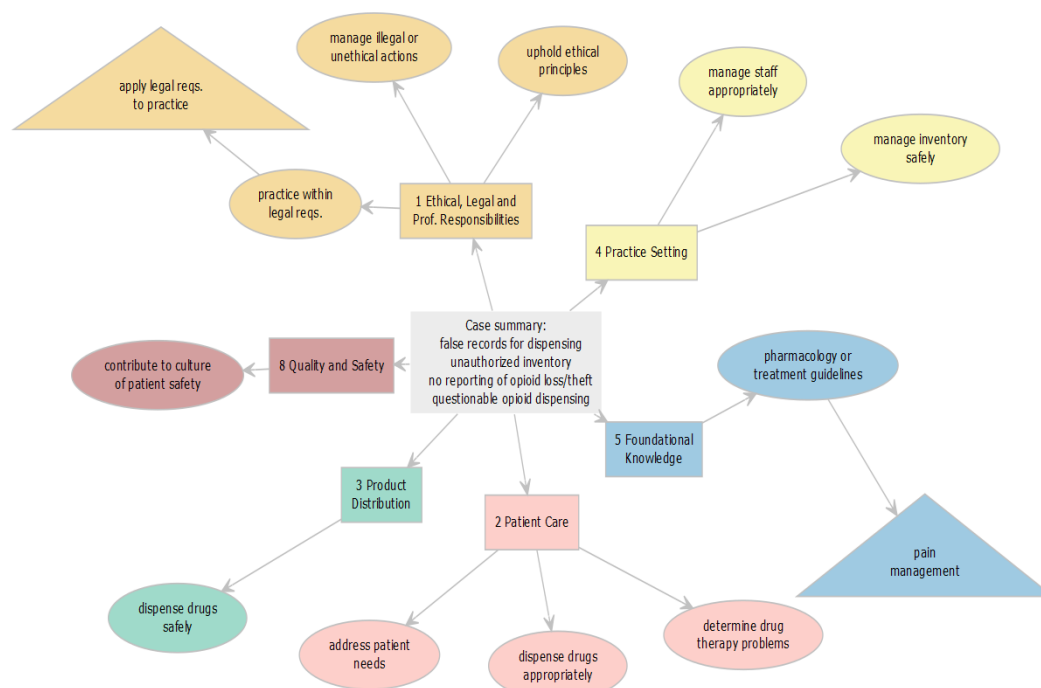 manage illegal or
unethical actions
uphold ethical
principles
manage staff
appropriately
apply legal reqs.
to practice
manage inventory
safely
practice within
legal reqs.
1 Ethical, Legal and
Prof. Responsibilities
4 Practice Setting
Case summary:
false records for dispensing
unauthorized inventory
no reporting of opioid loss/theft
questionable opioid dispensing
contribute to culture
of patient safety
8 Quality and Safety
pharmacology or
treatment guidelines
5 Foundational
Knowledge
3 Product
Distribution
2 Patient Care
pain
management
dispense drugs
safely
address patient
needs
dispense drugs
appropriately
determine drug
therapy problems